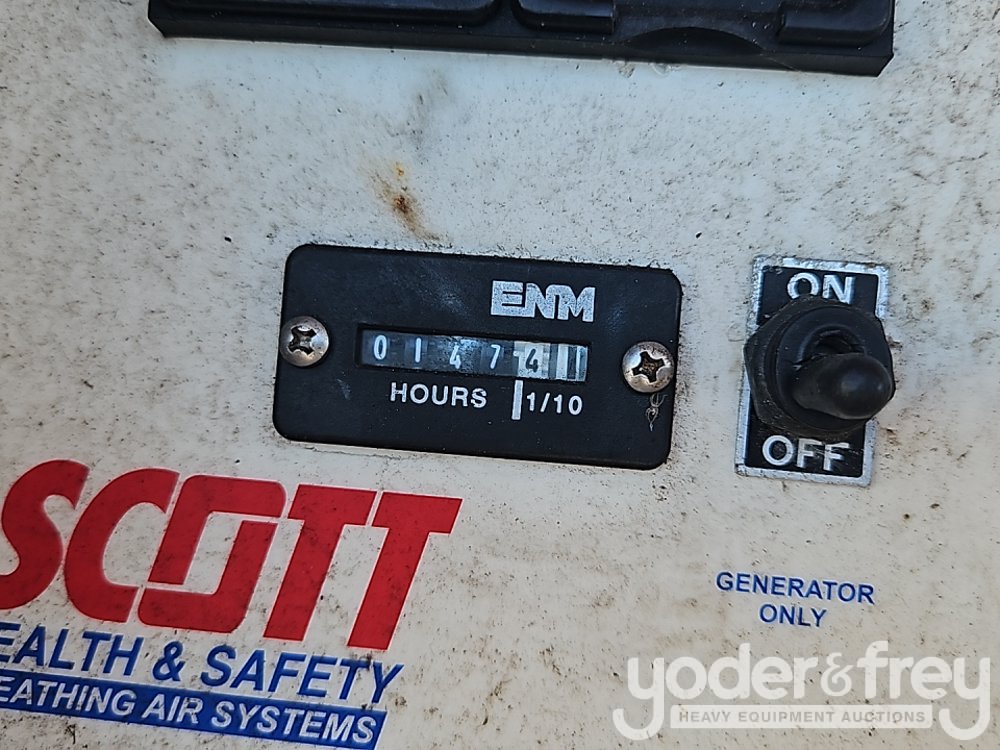 ENM
014741
HOURS 1/10
ON
OFF
SCOTT
EALTH & SAFETY
EATHING AIR SYSTEMS
GENERATOR
ONLY
yoder&frey
HEAVY EQUIPMENT AUCTIONS